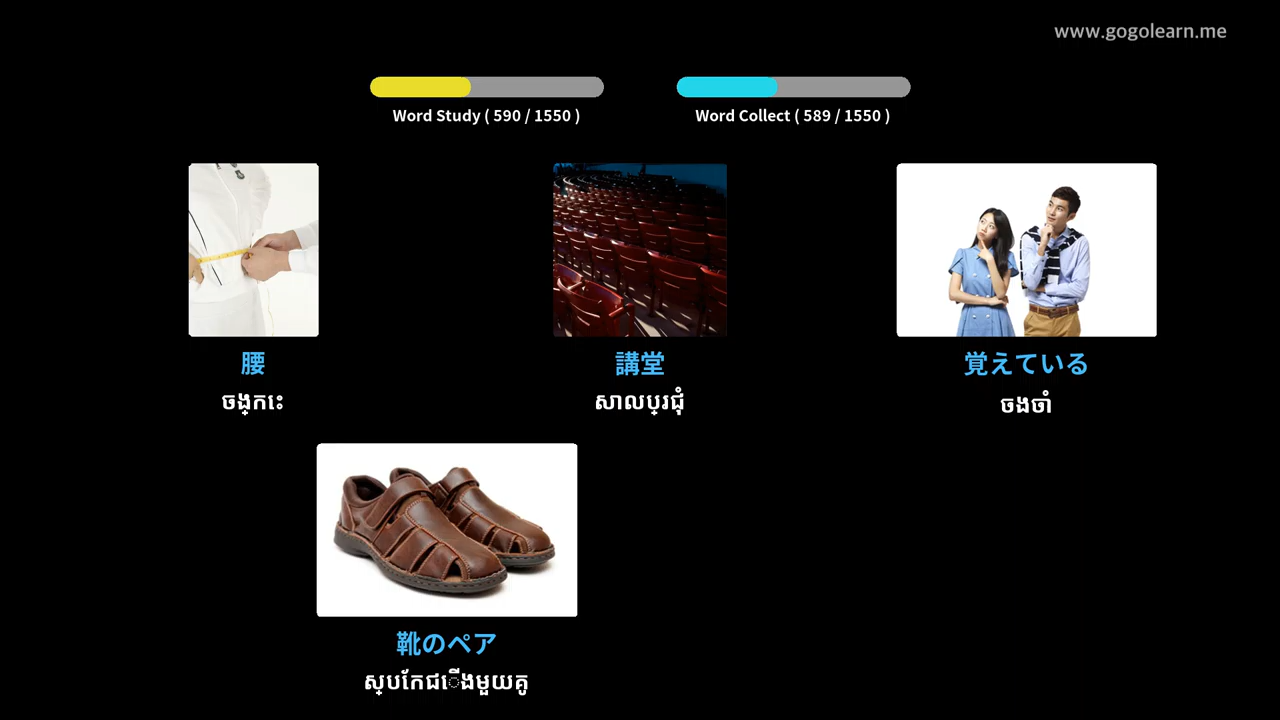 www.gogolearn.me
Word Study ( 590 / 1550 )
Word Collect ( 589 / 1550 )
腰
ចង្កេះ
講堂
សាលប្រជុំ
覚えている
ចងចាំ
靴のペア
ស្បែកជើងមួយគូ